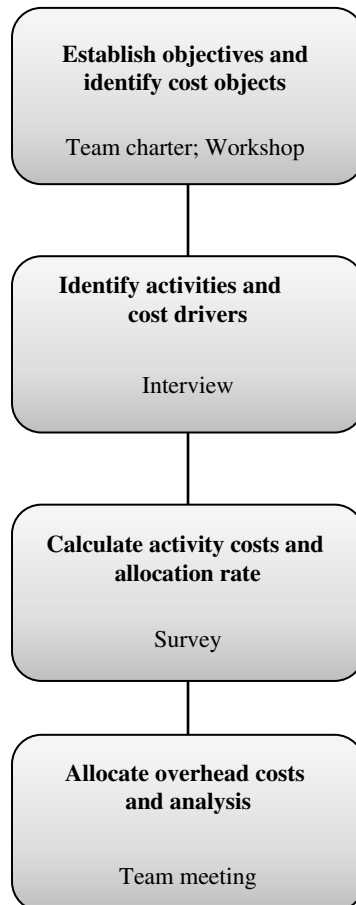 Establish objectives and
identify cost objects
Team charter; Workshop
Identify activities and
cost drivers
Interview
Calculate activity costs and
allocation rate
Survey
Allocate overhead costs
and analysis
Team meeting